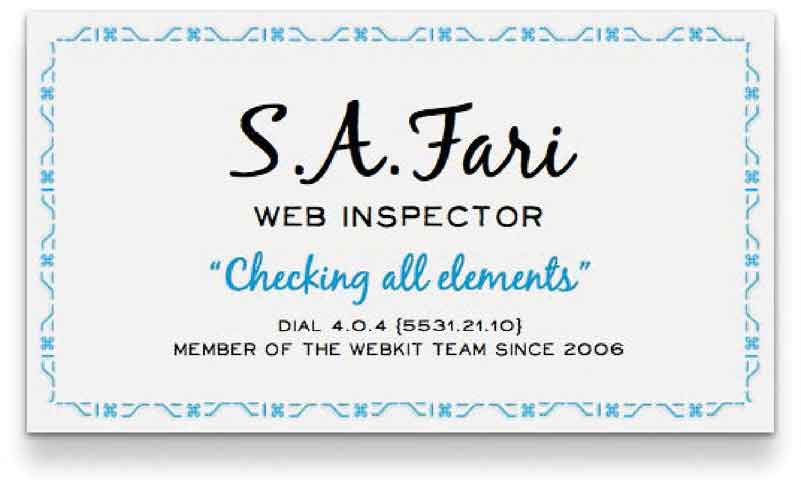 S.A.Fari
WEB INSPECTOR
“Checking all elements”
DIAL 4.0.4 {5531.21.10}
MEMBER OF THE WEBKIT TEAM SINCE 2006